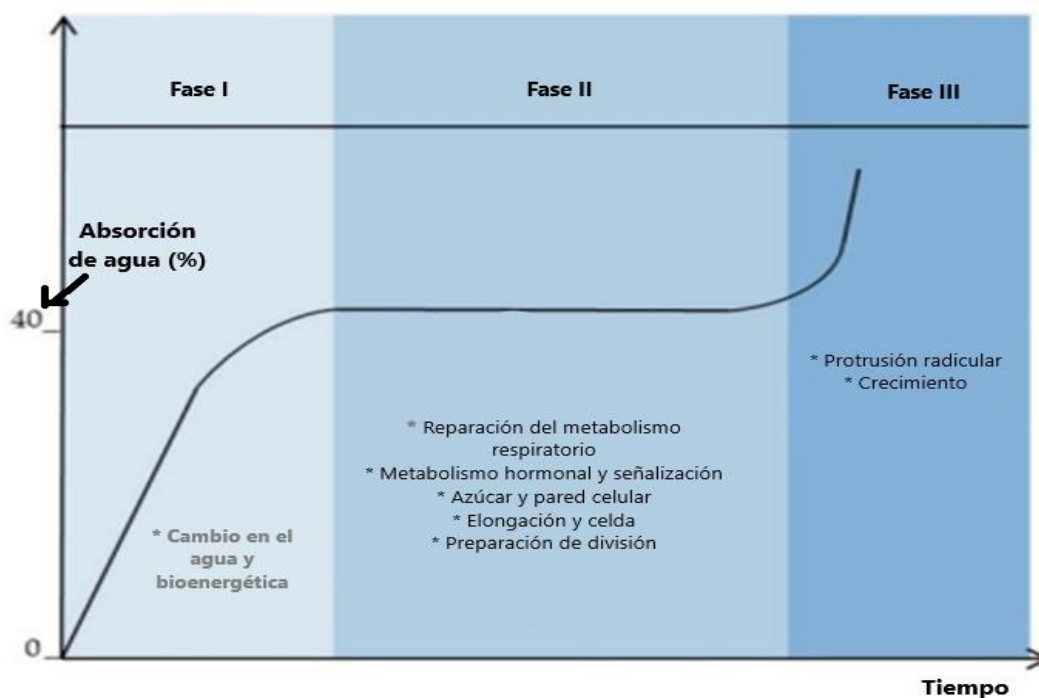 Fase I
Fase II
Fase III
Absorción
de agua (%)
40
* Protrusión radicular
* Crecimiento
* Reparación del metabolismo
respiratorio
* Metabolismo hormonal y señalización
* Azúcar y pared celular
* Elongación y celda
* Preparación de división
* Cambio en el
agua y
bioenergética
0
Tiempo